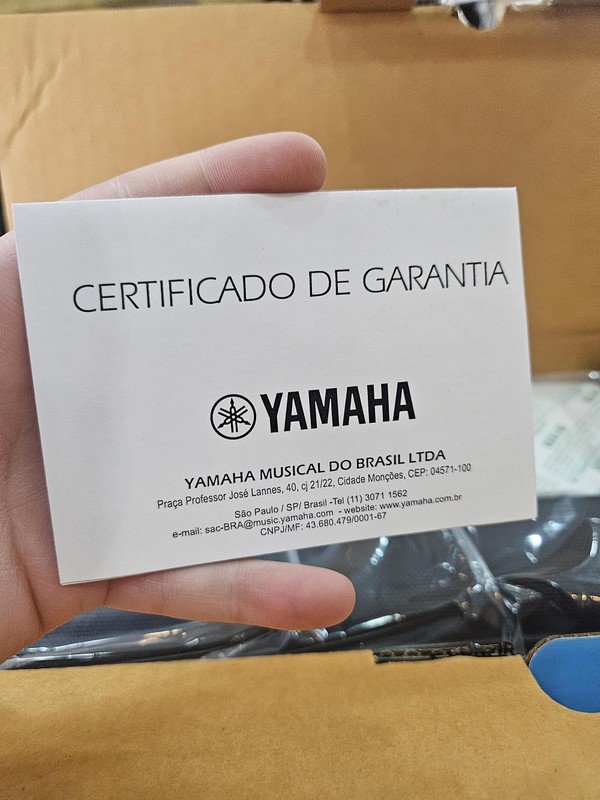 CERTIFICADO DE GARANTIA
YAMAHA
YAMAHA MUSICAL DO BRASIL LTDA
Praça Professor José Lannes, 40, cj 21/22, Cidade Monções, CEP: 04571-100
São Paulo / SP/ Brasil -Tel (11) 3071 1562
e-mail: sac-BRA@music.yamaha.com - website: www.yamaha.com.br
CNPJ/MF: 43.680.479/0001-67